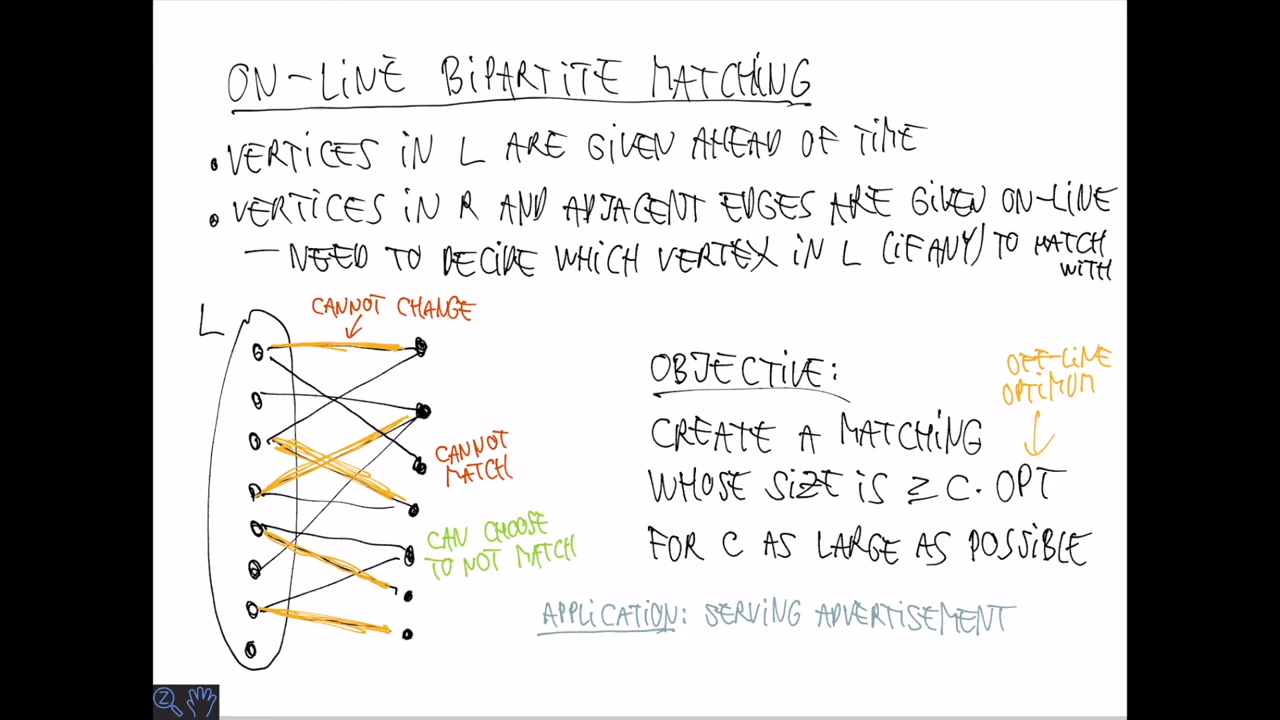 ON-LINE BIPARTITE MATCHING
• VERTICES IN L ARE GIVEN AHEAD OF TIME
• VERTICES IN R AND ADJACENT EDGES ARE GIVEN ON-LINE
— NEED TO DECIDE WHICH VERTEX IN L (IF ANY) TO MATCH
WITH
L
CANNOT CHANGE
CANNOT
MATCH
CAN CHOOSE
TO NOT MATCH
OBJECTIVE:
OFF-LINE
OPTIMUM
CREATE A MATCHING
WHOSE SIZE IS ≥ C. OPT
FOR C AS LARGE AS POSSIBLE
APPLICATION: SERVING ADVERTISEMENT
Z